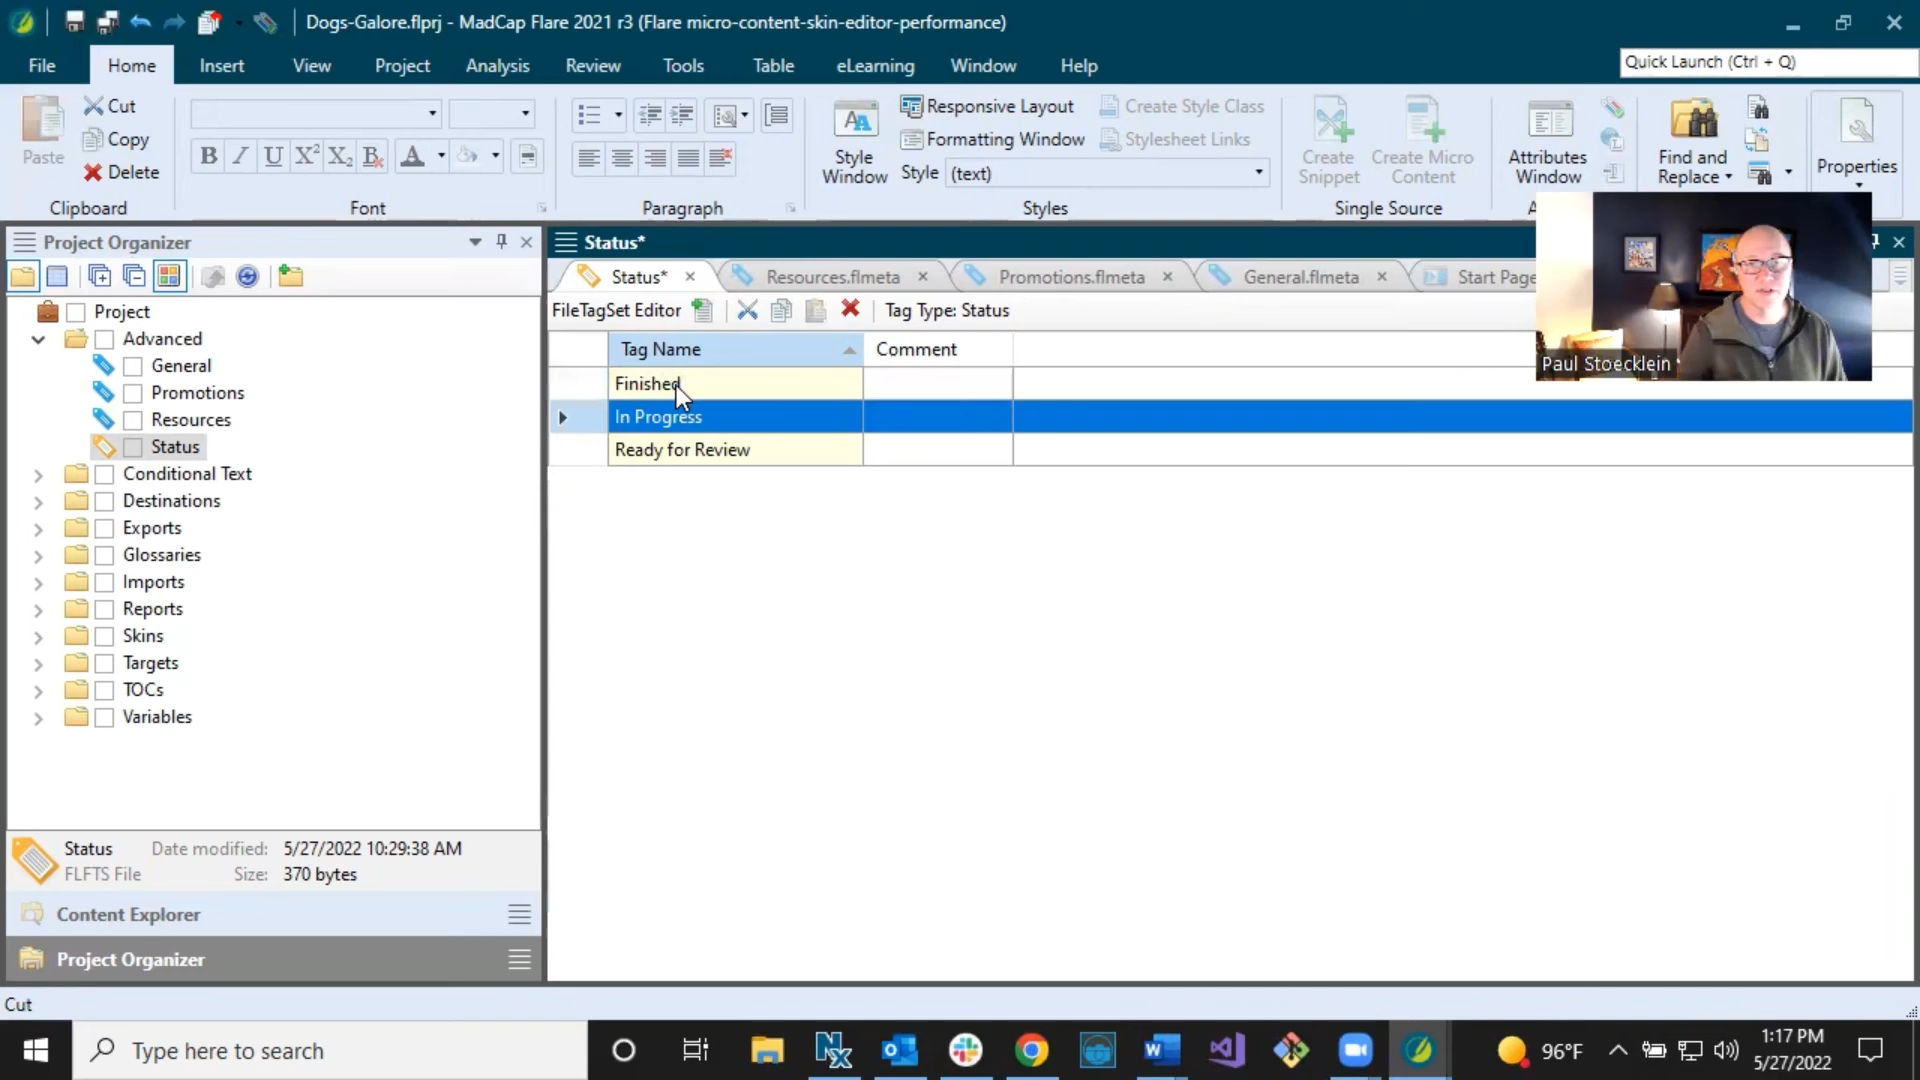 Dogs-Galore.flprj - MadCap Flare 2021 r3 (Flare micro-content-skin-editor-performance)
File Home Insert View Project Analysis Review Tools Table eLearning Window Help
Quick Launch (Ctrl + Q)
Paste
Cut
Copy
Delete
Clipboard
B I U X² X₂ B A
Font
Paragraph
Style Window
Responsive Layout
Formatting Window
Style (text)
Create Style Class
Stylesheet Links
Styles
Create Snippet
Create Micro Content
Single Source
Attributes Window
Find and Replace
Properties
Project Organizer
Project
Advanced
General
Promotions
Resources
Status
Conditional Text
Destinations
Exports
Glossaries
Imports
Reports
Skins
Targets
TOCs
Variables
Status Date modified: 5/27/2022 10:29:38 AM
FLFTS File Size: 370 bytes
Content Explorer
Project Organizer
Status*
Status* Resources.flmeta Promotions.flmeta General.flmeta Start Page
FileTagSet Editor Tag Type: Status
Tag Name Comment
Finished
In Progress
Ready for Review
Paul Stoecklein
Cut
Type here to search
96°F
1:17 PM
5/27/2022